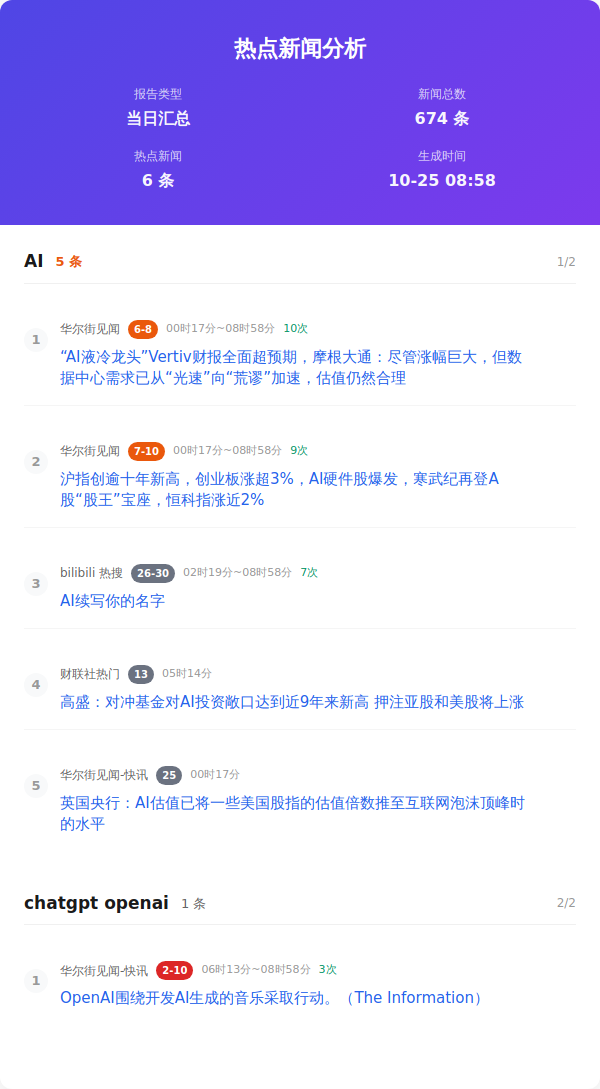 热点新闻分析
报告类型
新闻总数
当日汇总
674 条
热点新闻
生成时间
6 条
10-25 08:58
AI 5 条 1/2
1 华尔街见闻 6-8 00时17分~08时58分 10次
“AI液冷龙头”Vertiv财报全面超预期，摩根大通：尽管涨幅巨大，但数
据中心需求已从“光速”向“荒谬”加速，估值仍然合理
2 华尔街见闻 7-10 00时17分~08时58分 9次
沪指创逾十年新高，创业板涨超3%，AI硬件股爆发，寒武纪再登A
股“股王”宝座，恒科指涨近2%
3 bilibili 热搜 26-30 02时19分~08时58分 7次
AI续写你的名字
4 财联社热门 13 05时14分
高盛：对冲基金对AI投资敞口达到近9年来新高 押注亚股和美股将上涨
5 华尔街见闻-快讯 25 00时17分
英国央行：AI估值已将一些美国股指的估值倍数推至互联网泡沫顶峰时
的水平
chatgpt openai 1 条 2/2
1 华尔街见闻-快讯 2-10 06时13分~08时58分 3次
OpenAI围绕开发AI生成的音乐采取行动。（The Information）